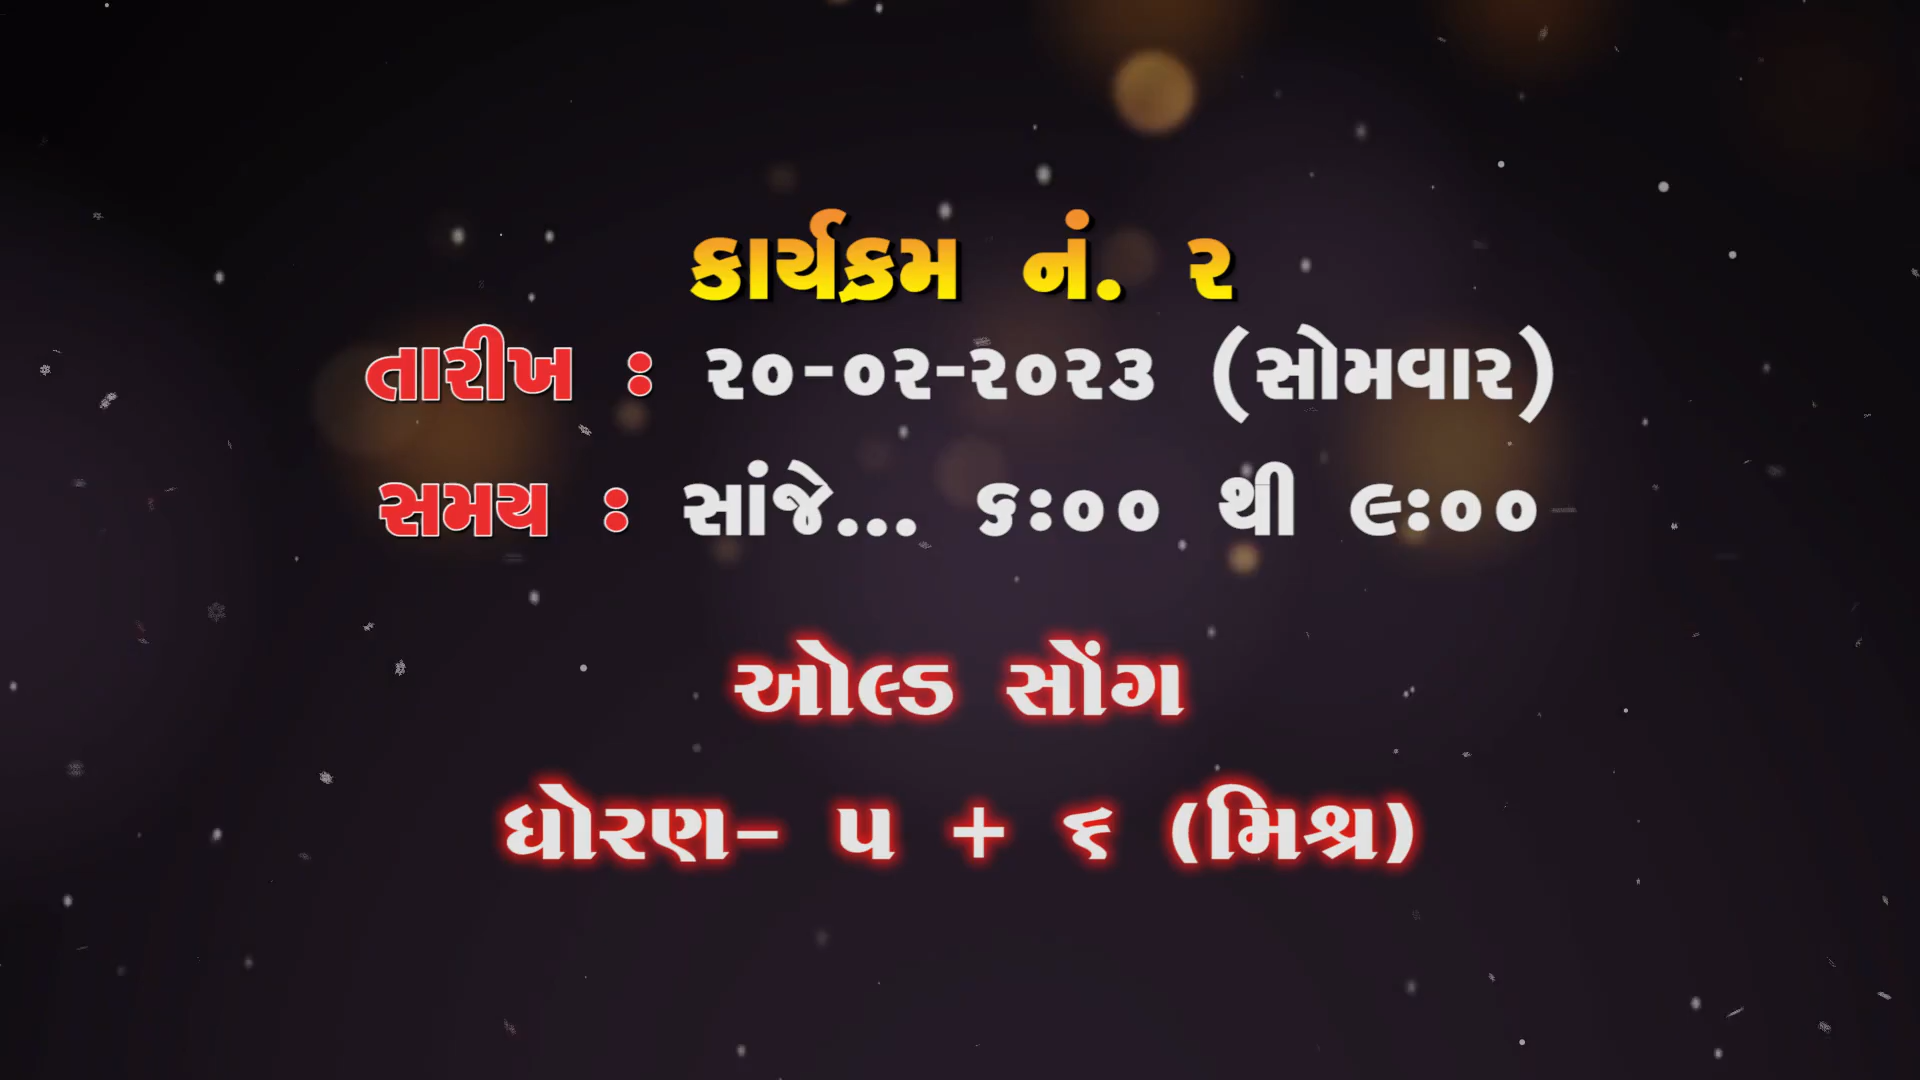 કાર્યક્રમ નં. ૨
તારીખ : ૨૦-૦૨-૨૦૨૩ (સોમવાર)
સમય : સાંજે... ૬:૦૦ થી ૯:૦૦
ઓલ્ડ સોંગ
ધોરણ- ૫ + ૬ (મિશ્ર)